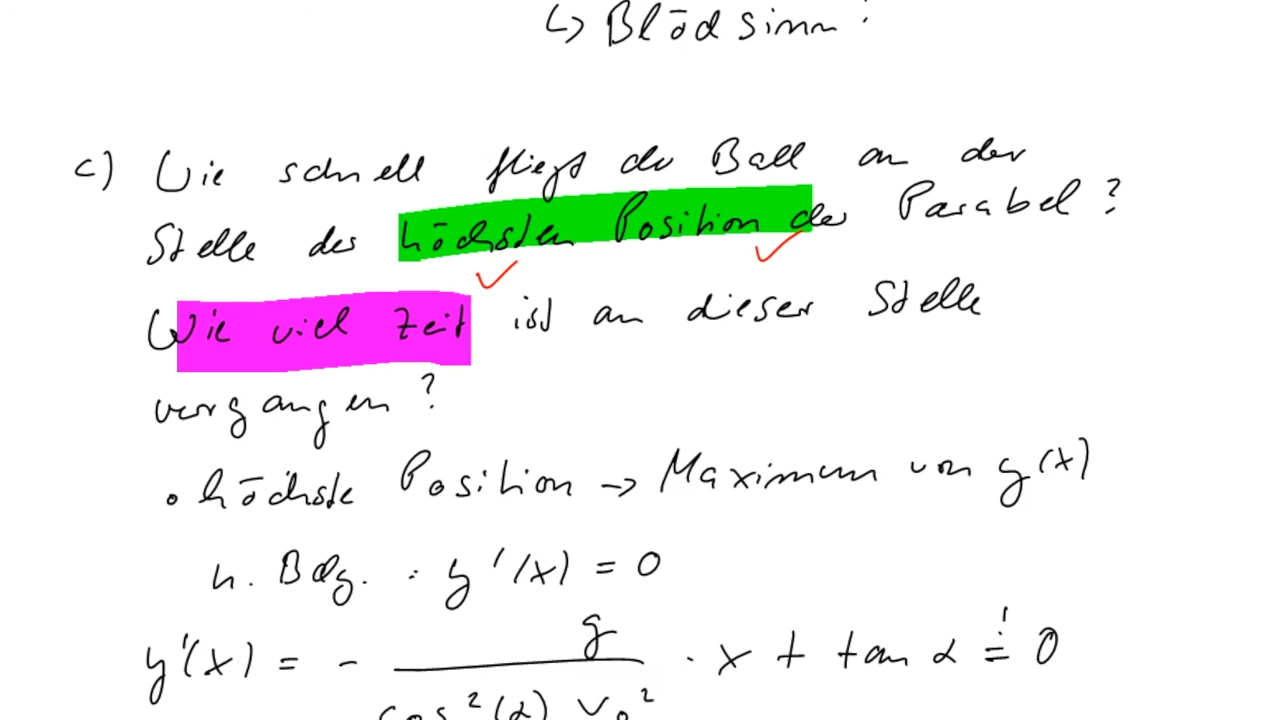 ↳ Blödsinn!
c) Wie schnell fliegt der Ball an der
Stelle der höchsten Position der Parabel?
Wie viel Zeit ist an dieser Stelle
vergangen?
• höchste Position → Maximum von y(x)
n. Bdg. : y'(x) = 0
y'(x) = - g / cos²(α) v₀² · x + tan α ≟ 0